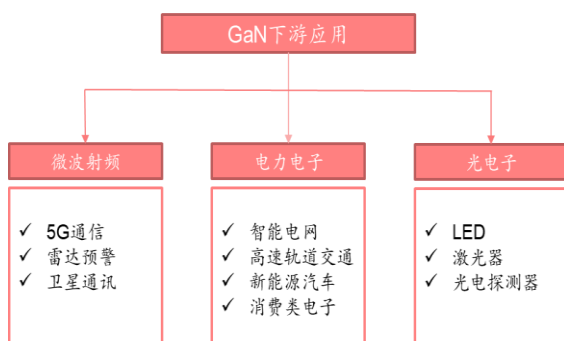 GaN下游应用
微波射频
✓ 5G通信
✓ 雷达预警
✓ 卫星通讯
电力电子
✓ 智能电网
✓ 高速轨道交通
✓ 新能源汽车
✓ 消费类电子
光电子
✓ LED
✓ 激光器
✓ 光电探测器